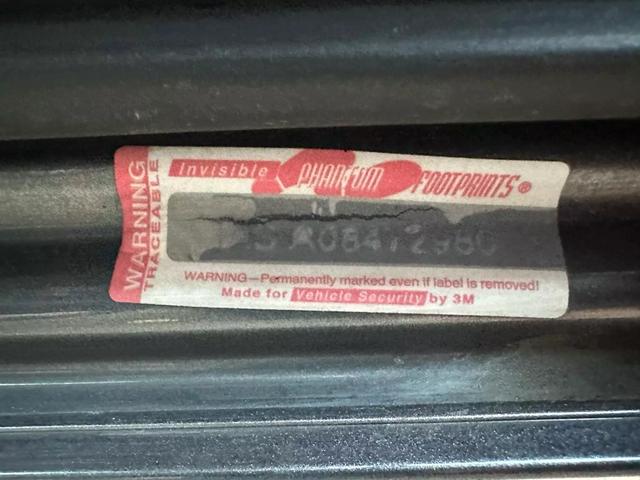 WARNING
TRACEABLE
Invisible PHANTOM FOOTPRINTS®
WARNING—Permanently marked even if label is removed!
Made for Vehicle Security by 3M